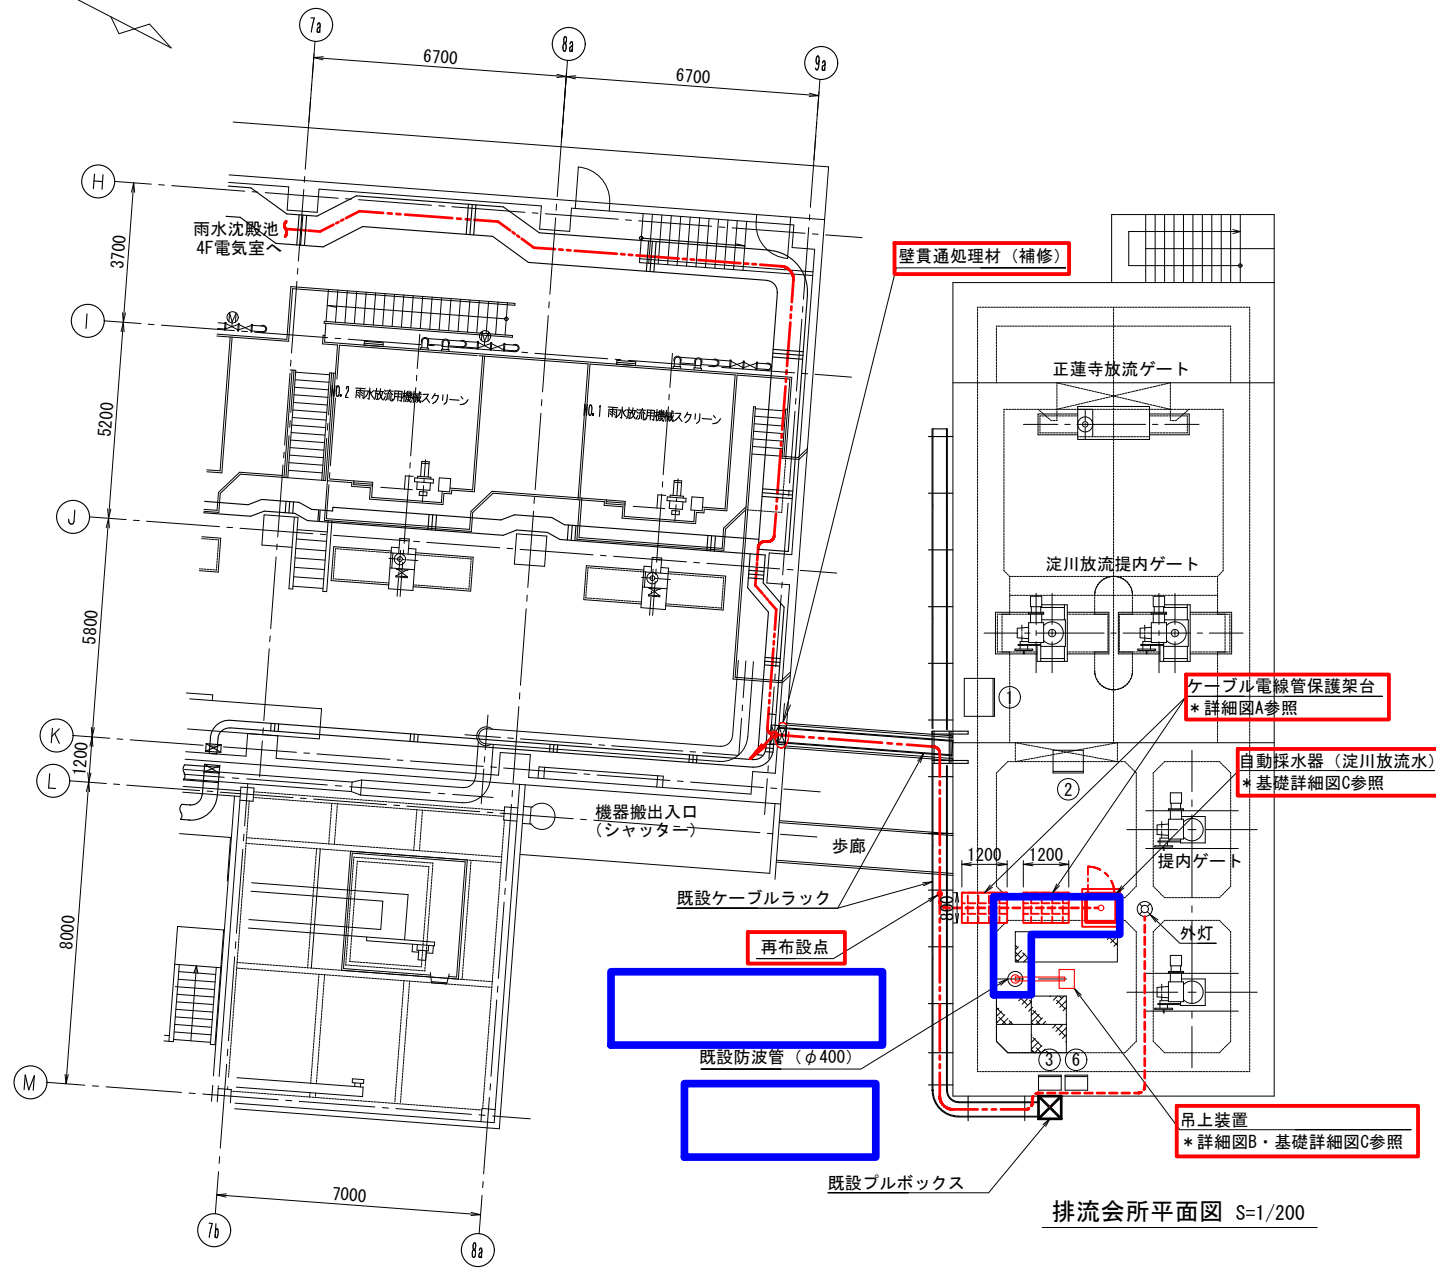 7a
8a
9a
6700
6700
H
3700
雨水沈殿池
4F電気室へ
壁貫通処理材（補修）
I
M
M
正蓮寺放流ゲート
5200
NO.2 雨水放流用機械スクリーン
NO.1 雨水放流用機械スクリーン
J
淀川放流提内ゲート
5800
ケーブル電線管保護架台
＊詳細図A参照
①
K
1200
L
自動採水器（淀川放流水）
＊基礎詳細図C参照
②
機器搬出入口
（シャッター）
歩廊
1200
1200
提内ゲート
既設ケーブルラック
800
8000
再布設点
外灯
既設防波管（φ400）
③
⑥
M
吊上装置
＊詳細図B・基礎詳細図C参照
既設プルボックス
7000
7b
8a
排流会所平面図 S=1/200